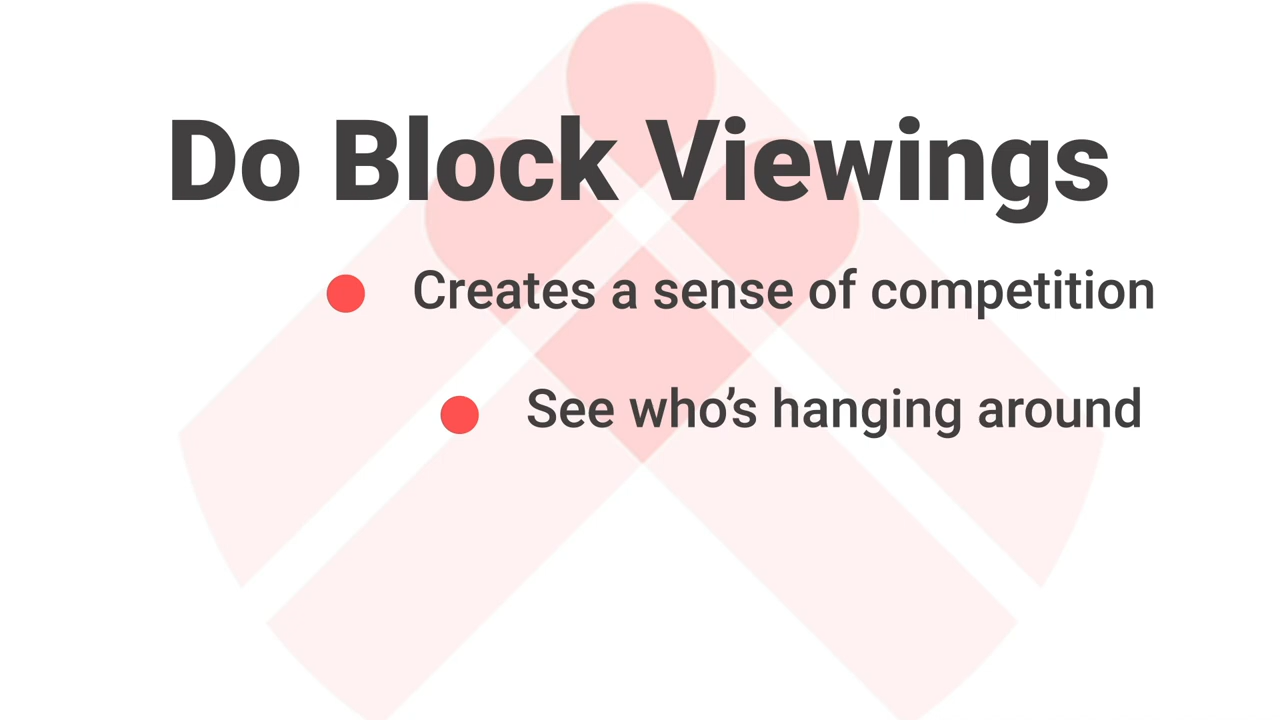 Do Block Viewings
Creates a sense of competition
See who’s hanging around